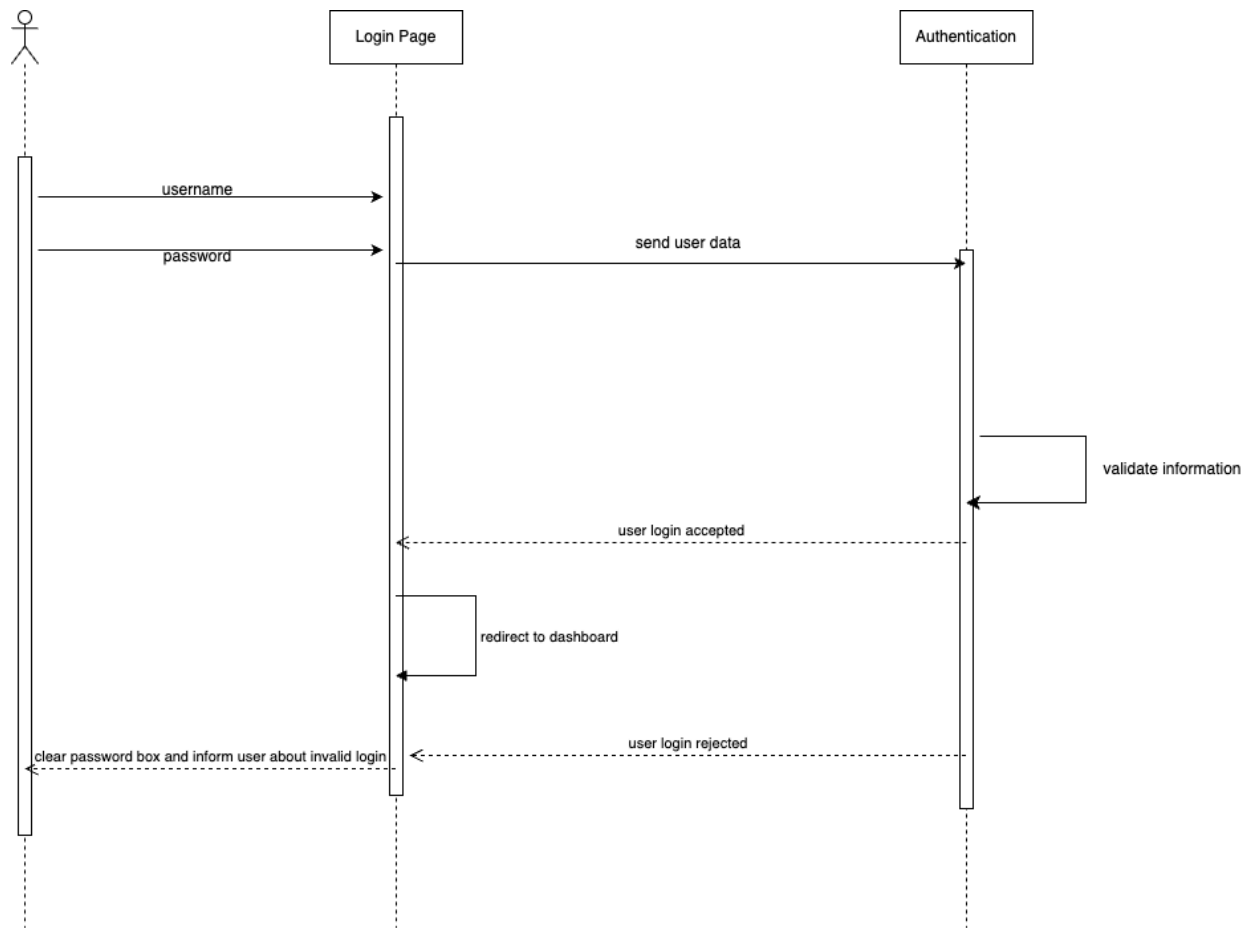 Login Page
Authentication
username
password
send user data
validate information
user login accepted
redirect to dashboard
user login rejected
clear password box and inform user about invalid login